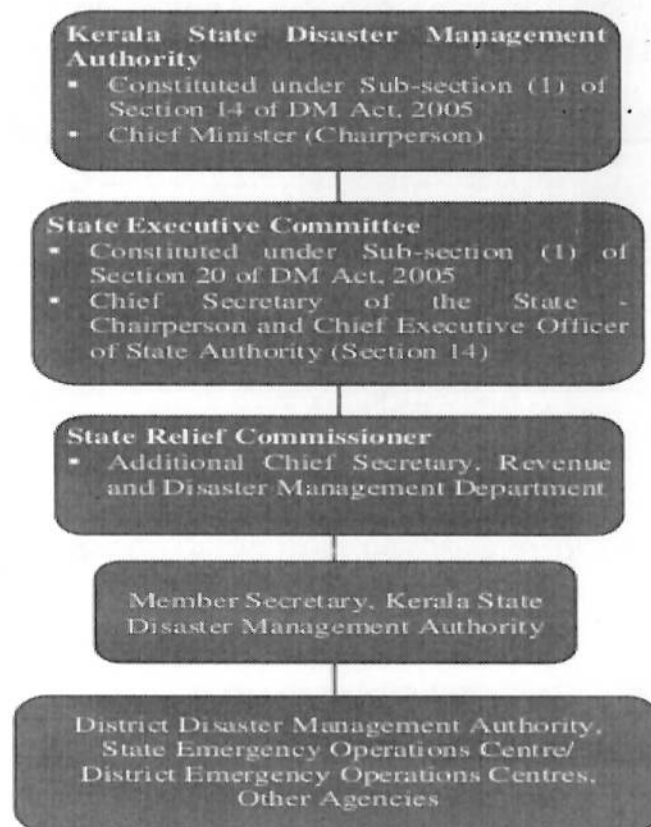 Kerala State Disaster Management
Authority
▪ Constituted under Sub-section (1) of
Section 14 of DM Act, 2005
▪ Chief Minister (Chairperson)
State Executive Committee
▪ Constituted under Sub-section (1) of
Section 20 of DM Act, 2005
▪ Chief Secretary of the State -
Chairperson and Chief Executive Officer
of State Authority (Section 14)
State Relief Commissioner
▪ Additional Chief Secretary, Revenue
and Disaster Management Department
Member Secretary, Kerala State
Disaster Management Authority
District Disaster Management Authority,
State Emergency Operations Centre/
District Emergency Operations Centres,
Other Agencies